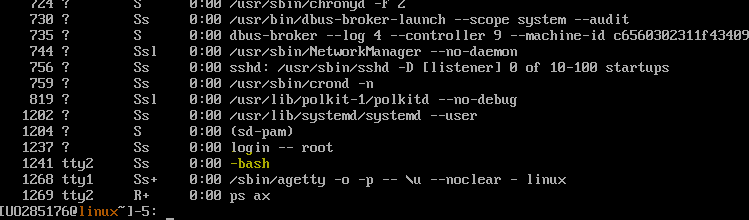 724 ? S 0:00 /usr/sbin/chronyd -F 2
730 ? Ss 0:00 /usr/bin/dbus-broker-launch --scope system --audit
735 ? S 0:00 dbus-broker --log 4 --controller 9 --machine-id c6560302311f43409
744 ? Ssl 0:00 /usr/sbin/NetworkManager --no-daemon
756 ? Ss 0:00 sshd: /usr/sbin/sshd -D [listener] 0 of 10-100 startups
759 ? Ss 0:00 /usr/sbin/crond -n
819 ? Ssl 0:00 /usr/lib/polkit-1/polkitd --no-debug
1202 ? Ss 0:00 /usr/lib/systemd/systemd --user
1204 ? S 0:00 (sd-pam)
1237 ? Ss 0:00 login -- root
1241 tty2 Ss 0:00 -bash
1268 tty1 Ss+ 0:00 /sbin/agetty -o -p -- \u --noclear - linux
1269 tty2 R+ 0:00 ps ax
[UO285176@linux~]-5: _